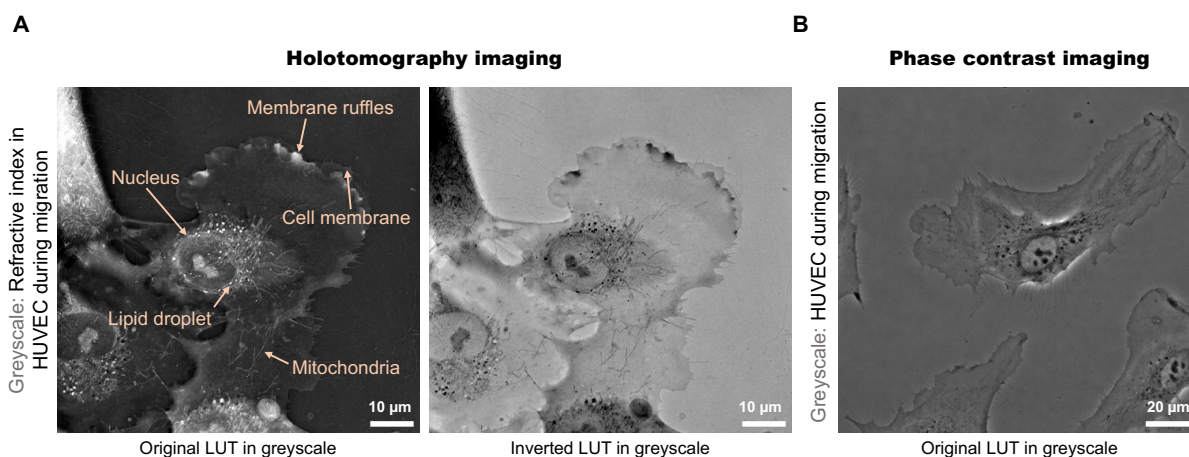 A
B
Holotomography imaging
Phase contrast imaging
Greyscale: Refractive index in
HUVEC during migration
Membrane ruffles
Nucleus
Cell membrane
Lipid droplet
Mitochondria
10 µm
10 µm
Original LUT in greyscale
Inverted LUT in greyscale
Greyscale: HUVEC during migration
20 µm
Original LUT in greyscale